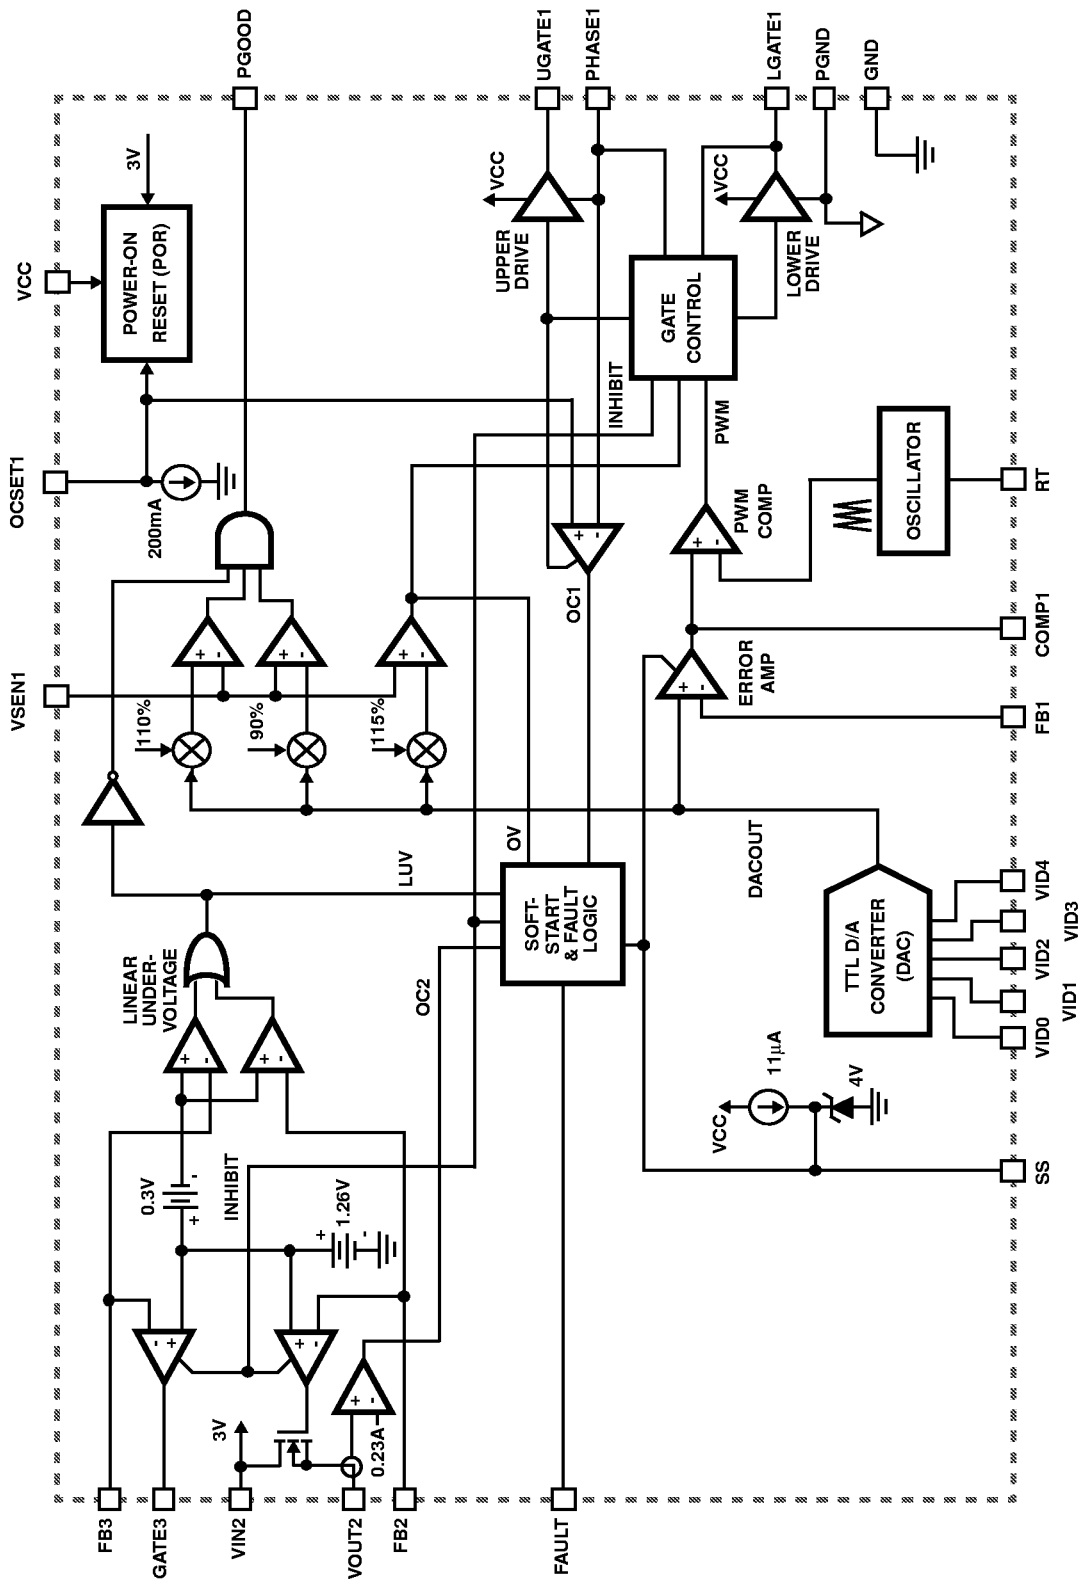 VSEN1
OCSET1
VCC
3V
POWER-ON
RESET (POR)
200mA
110%
90%
115%
+
-
+
-
+
-
LINEAR
UNDER-
VOLTAGE
+
-
+
-
LUV
OV
OC2
OC1
INHIBIT
0.3V
+
-
INHIBIT
+
1.26V
-
-
+
+
-
+
-
0.23A
3V
FB3
GATE3
VIN2
VOUT2
FB2
FAULT
SOFT-
START
& FAULT
LOGIC
+
-
UPPER
DRIVE
VCC
GATE
CONTROL
LOWER
DRIVE
VCC
PWM
+
-
PWM
COMP
+
-
ERROR
AMP
OSCILLATOR
DACOUT
TTL D/A
CONVERTER
(DAC)
VCC
11μA
4V
PGOOD
UGATE1
PHASE1
LGATE1
PGND
GND
SS
VID0
VID1
VID2
VID3
VID4
FB1
COMP1
RT